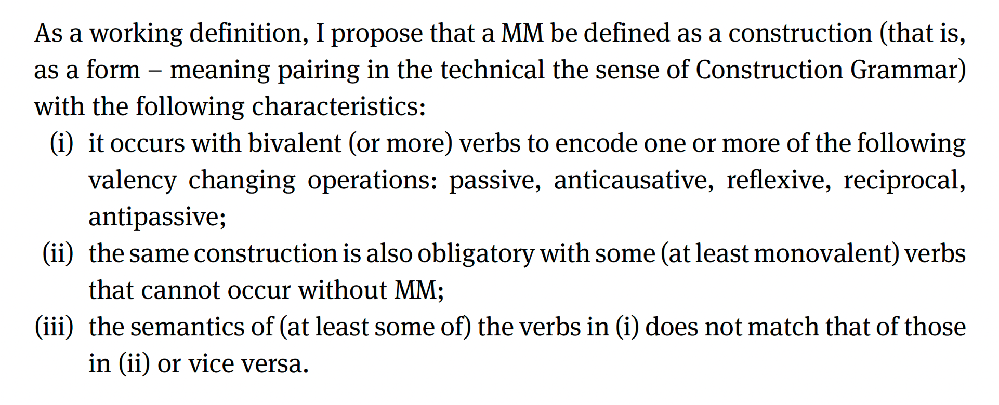 As a working definition, I propose that a MM be defined as a construction (that is,
as a form – meaning pairing in the technical the sense of Construction Grammar)
with the following characteristics:
(i) it occurs with bivalent (or more) verbs to encode one or more of the following
valency changing operations: passive, anticausative, reflexive, reciprocal,
antipassive;
(ii) the same construction is also obligatory with some (at least monovalent) verbs
that cannot occur without MM;
(iii) the semantics of (at least some of) the verbs in (i) does not match that of those
in (ii) or vice versa.